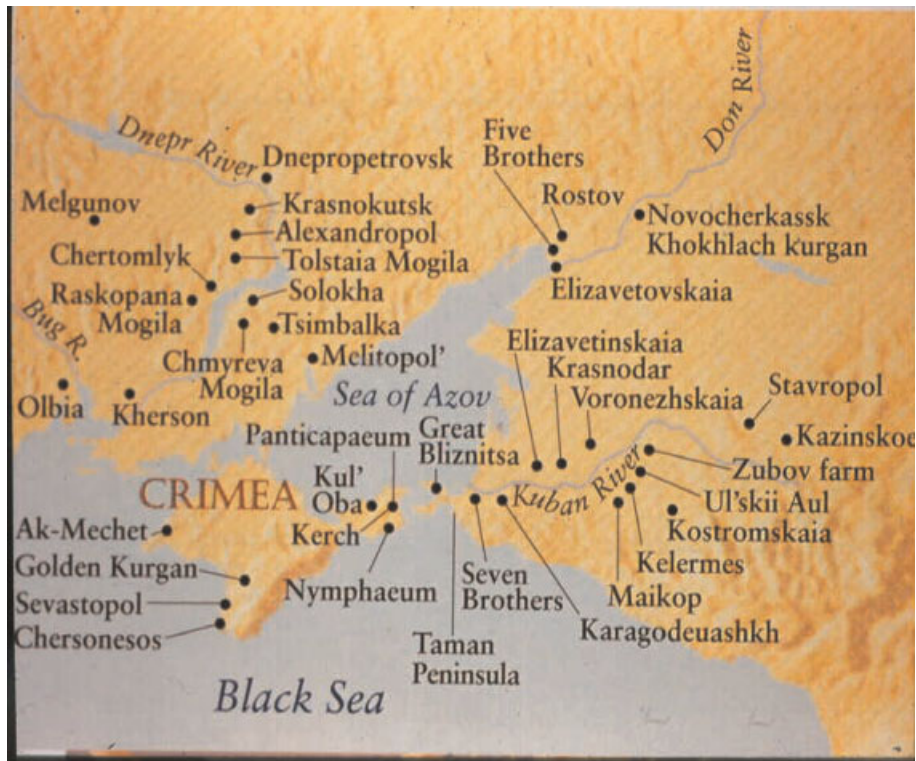 Dnepr River
Don River
Five
Brothers
Dnepropetrovsk
Rostov
Melgunov
Krasnokutsk
Novocherkassk
Khokhlach kurgan
Alexandropol
Chertomlyk
Tolstaia Mogila
Raskopana
Mogila
Solokha
Elizavetovskaia
Bug R.
Tsimbalka
Chmyreva
Mogila
Melitopol'
Elizavetinskaia
Krasnodar
Voronezhskaia
Stavropol
Olbia
Kherson
Sea of Azov
Panticapaeum
Great
Bliznitsa
Kazinskoe
Zubov farm
CRIMEA
Kul'
Oba
Kuban River
Ul'skii Aul
Kostromskaia
Ak-Mechet
Kerch
Kelermes
Golden Kurgan
Nymphaeum
Seven
Brothers
Maikop
Sevastopol
Karagodeuashkh
Chersonesos
Taman
Peninsula
Black Sea